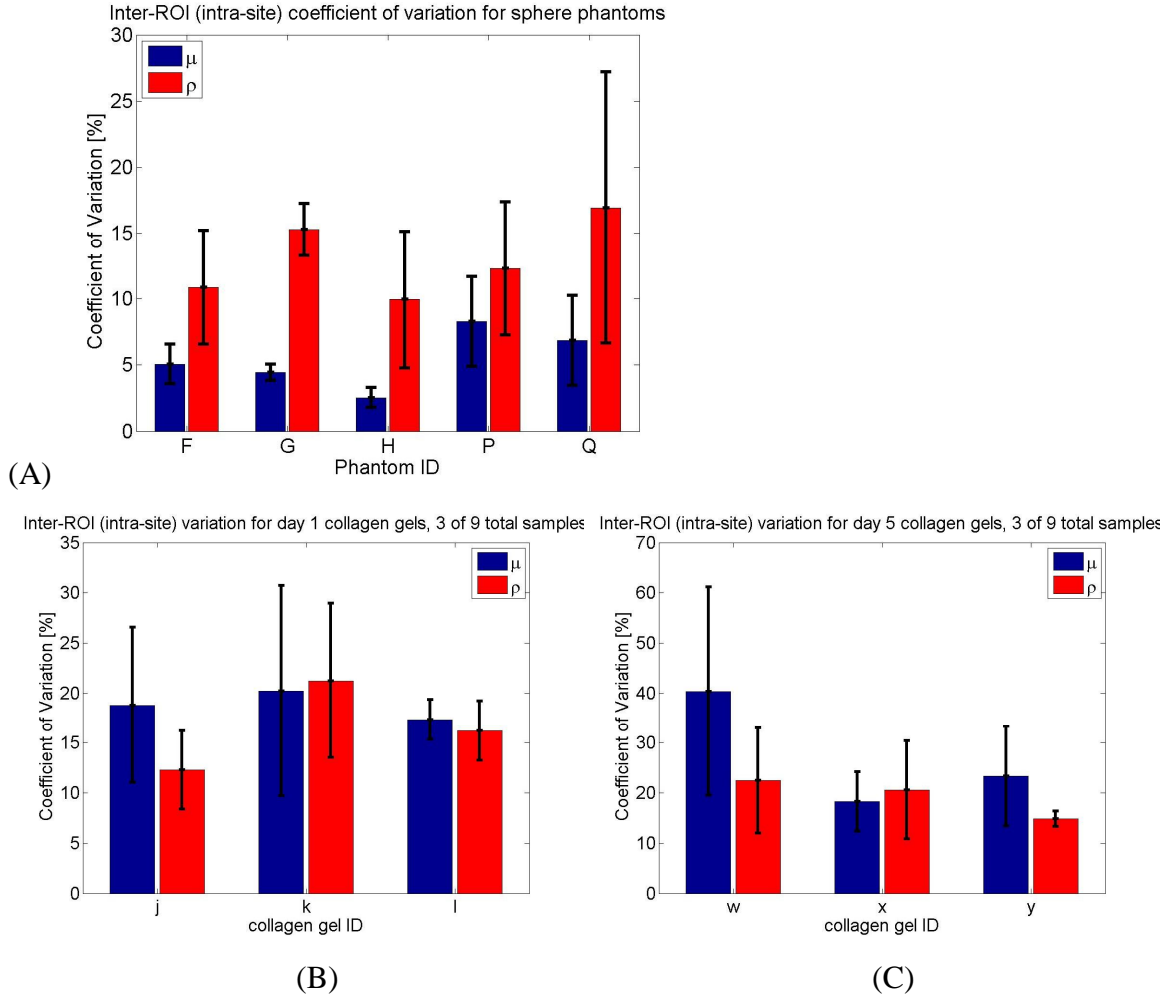 Inter-ROI (intra-site) coefficient of variation for sphere phantoms
30
25
20
15
10
5
0
Coefficient of Variation [%]
μ
ρ
F G H P Q
Phantom ID
(A)
Inter-ROI (intra-site) variation for day 1 collagen gels, 3 of 9 total samples
35
30
25
20
15
10
5
0
Coefficient of Variation [%]
μ
ρ
j k l
collagen gel ID
(B)
Inter-ROI (intra-site) variation for day 5 collagen gels, 3 of 9 total samples
70
60
50
40
30
20
10
0
Coefficient of Variation [%]
μ
ρ
w x y
collagen gel ID
(C)